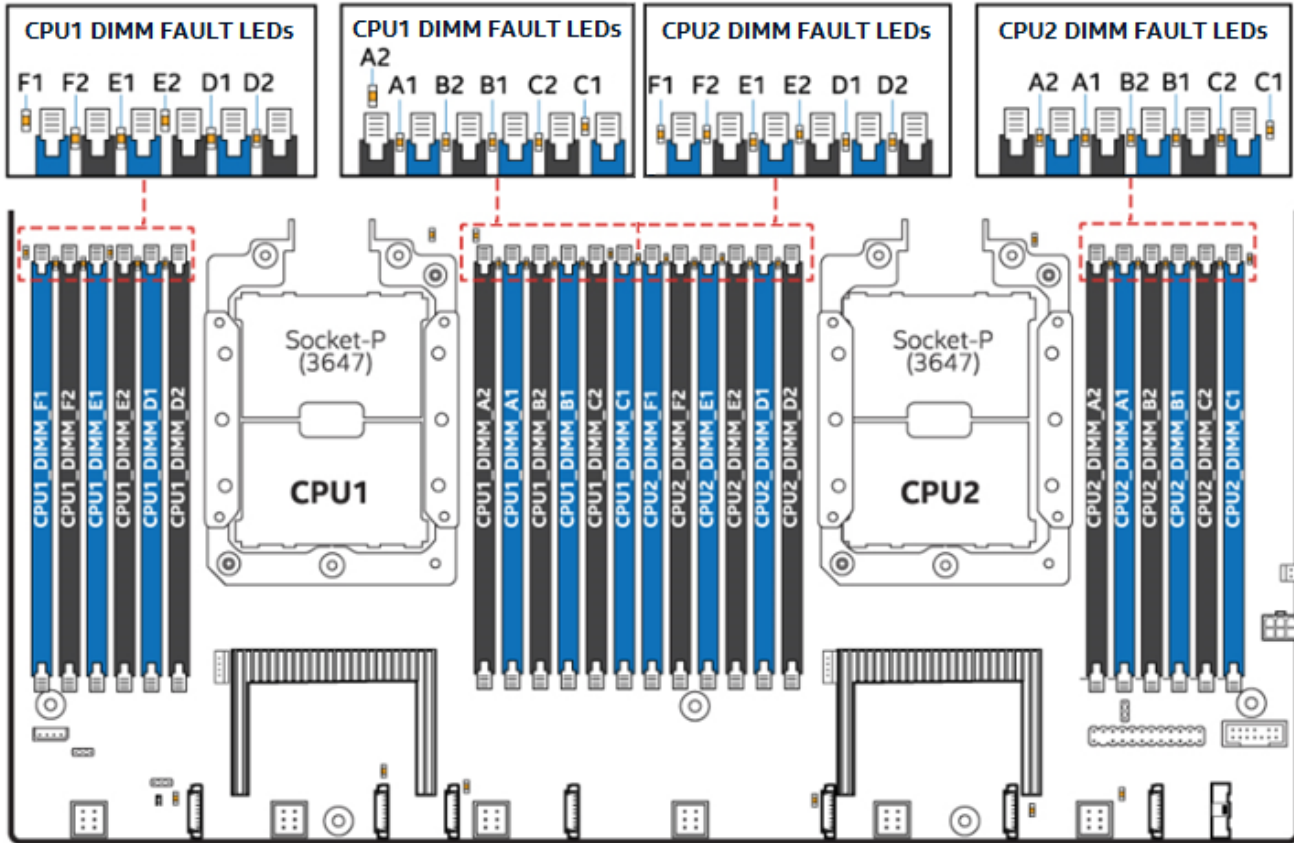 CPU1 DIMM FAULT LEDs
F1 F2 E1 E2 D1 D2
CPU1 DIMM FAULT LEDs
A2
A1 B2 B1 C2 C1
CPU2 DIMM FAULT LEDs
F1 F2 E1 E2 D1 D2
CPU2 DIMM FAULT LEDs
A2 A1 B2 B1 C2 C1
CPU1_DIMM_F1
CPU1_DIMM_F2
CPU1_DIMM_E1
CPU1_DIMM_E2
CPU1_DIMM_D1
CPU1_DIMM_D2
Socket-P
(3647)
CPU1
CPU1_DIMM_A2
CPU1_DIMM_A1
CPU1_DIMM_B2
CPU1_DIMM_B1
CPU1_DIMM_C2
CPU1_DIMM_C1
CPU2_DIMM_F1
CPU2_DIMM_F2
CPU2_DIMM_E1
CPU2_DIMM_E2
CPU2_DIMM_D1
CPU2_DIMM_D2
Socket-P
(3647)
CPU2
CPU2_DIMM_A2
CPU2_DIMM_A1
CPU2_DIMM_B2
CPU2_DIMM_B1
CPU2_DIMM_C2
CPU2_DIMM_C1